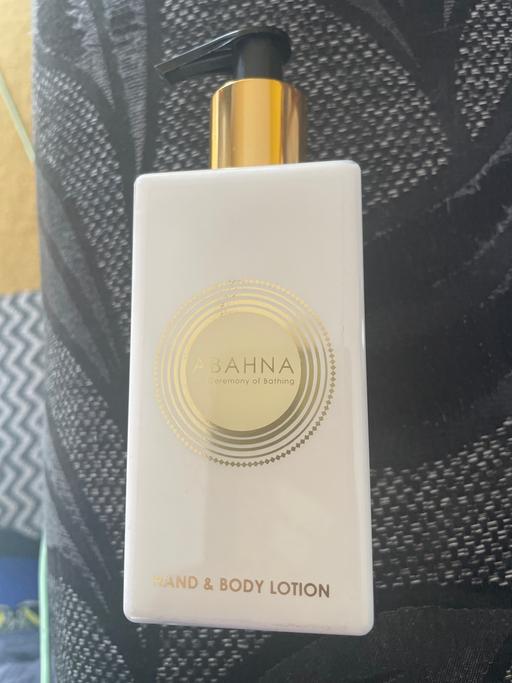 ABAHNA
Ceremony of Bathing
HAND & BODY LOTION